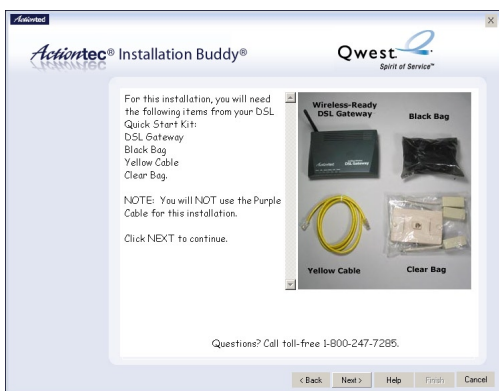 Actiontec
Actiontec® Installation Buddy®
Qwest
Spirit of Service™
For this installation, you will need
the following items from your DSL
Quick Start Kit:
DSL Gateway
Black Bag
Yellow Cable
Clear Bag.
NOTE: You will NOT use the Purple
Cable for this installation.
Click NEXT to continue.
Wireless-Ready
DSL Gateway
Black Bag
Actiontec
DSL Gateway
Yellow Cable
Clear Bag
Questions? Call toll-free 1-800-247-7285.
< Back
Next >
Help
Finish
Cancel